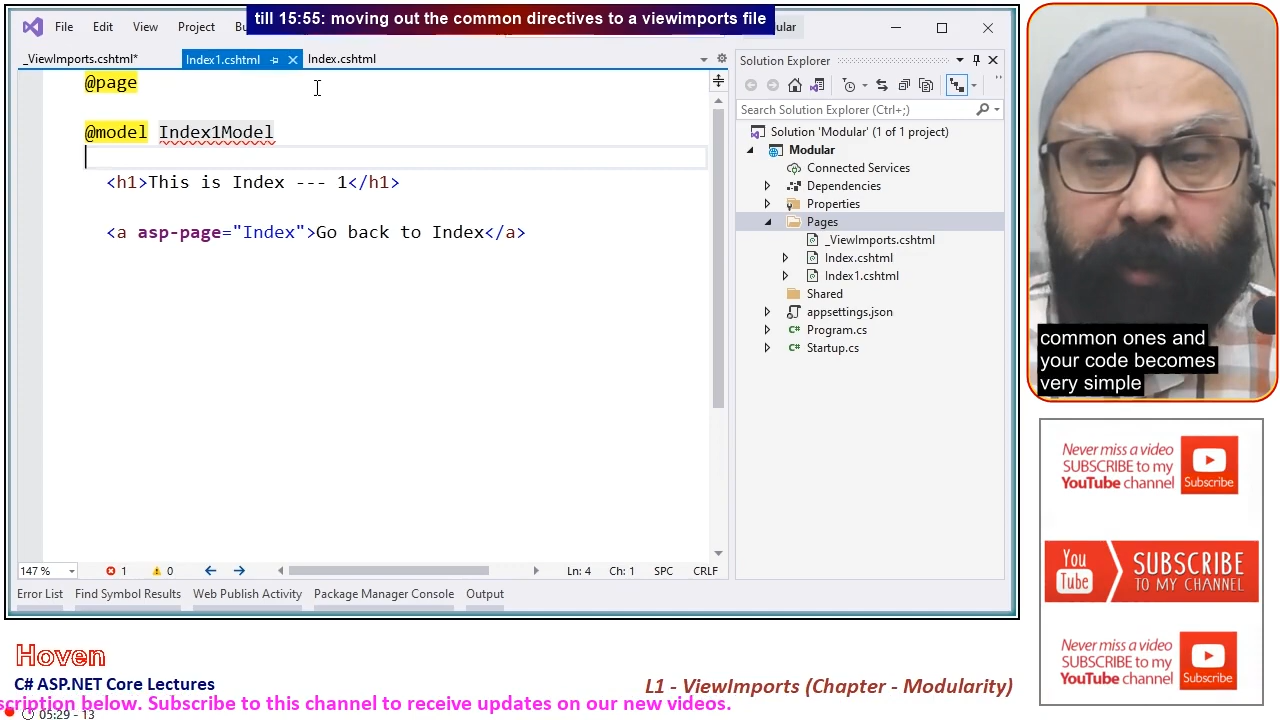 till 15:55: moving out the common directives to a viewimports file
File Edit View Project Bu
dular
_ViewImports.cshtml* Index1.cshtml Index.cshtml
@page
@model Index1Model
<h1>This is Index --- 1</h1>
<a asp-page="Index">Go back to Index</a>
147 % 1 0 Ln: 4 Ch: 1 SPC CRLF
Error List Find Symbol Results Web Publish Activity Package Manager Console Output
Solution Explorer
Search Solution Explorer (Ctrl+;)
Solution 'Modular' (1 of 1 project)
Modular
Connected Services
Dependencies
Properties
Pages
_ViewImports.cshtml
Index.cshtml
Index1.cshtml
Shared
appsettings.json
C# Program.cs
C# Startup.cs
common ones and
your code becomes
very simple
Never miss a video
SUBSCRIBE to my
YouTube channel
Subscribe
You
Tube
SUBSCRIBE
TO MY CHANNEL
Never miss a video
SUBSCRIBE to my
YouTube channel
Subscribe
Hoven
C# ASP.NET Core Lectures
L1 - ViewImports (Chapter - Modularity)
scription below. Subscribe to this channel to receive updates on our new videos.
05:29 - 13